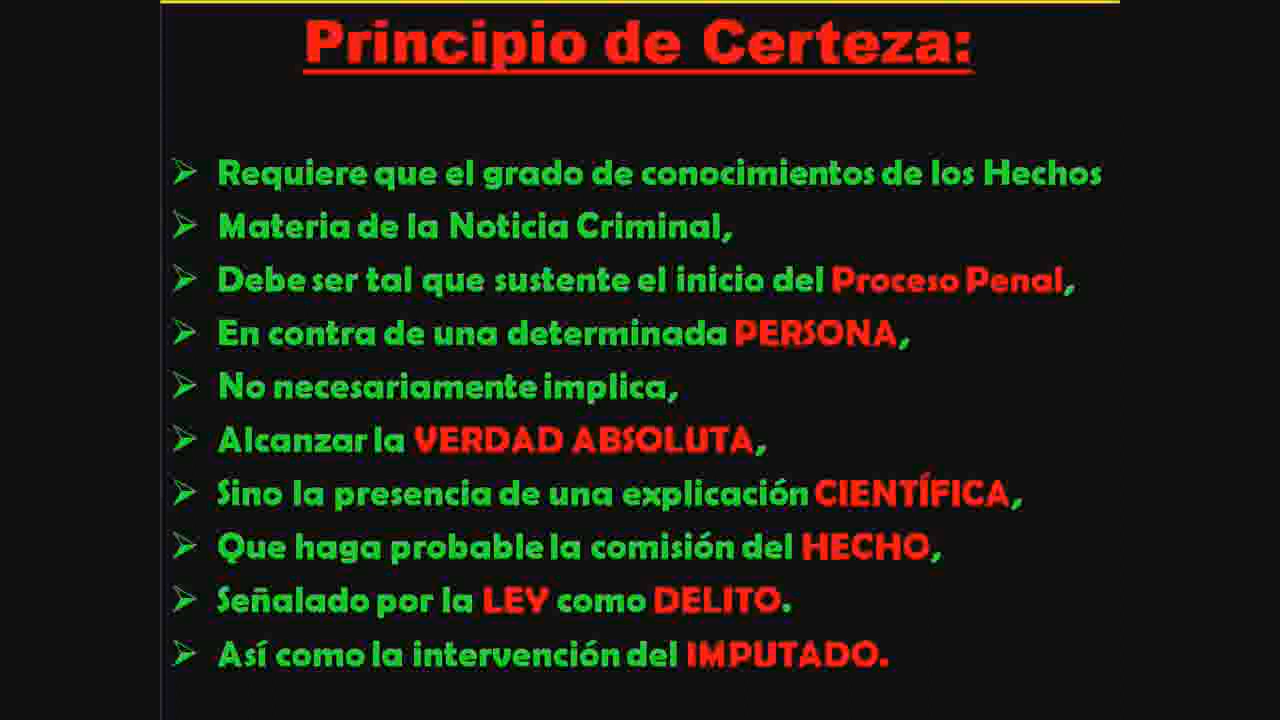 Principio de Certeza:
Requiere que el grado de conocimientos de los Hechos
Materia de la Noticia Criminal,
Debe ser tal que sustente el inicio del Proceso Penal,
En contra de una determinada PERSONA,
No necesariamente implica,
Alcanzar la VERDAD ABSOLUTA,
Sino la presencia de una explicación CIENTÍFICA,
Que haga probable la comisión del HECHO,
Señalado por la LEY como DELITO.
Así como la intervención del IMPUTADO.